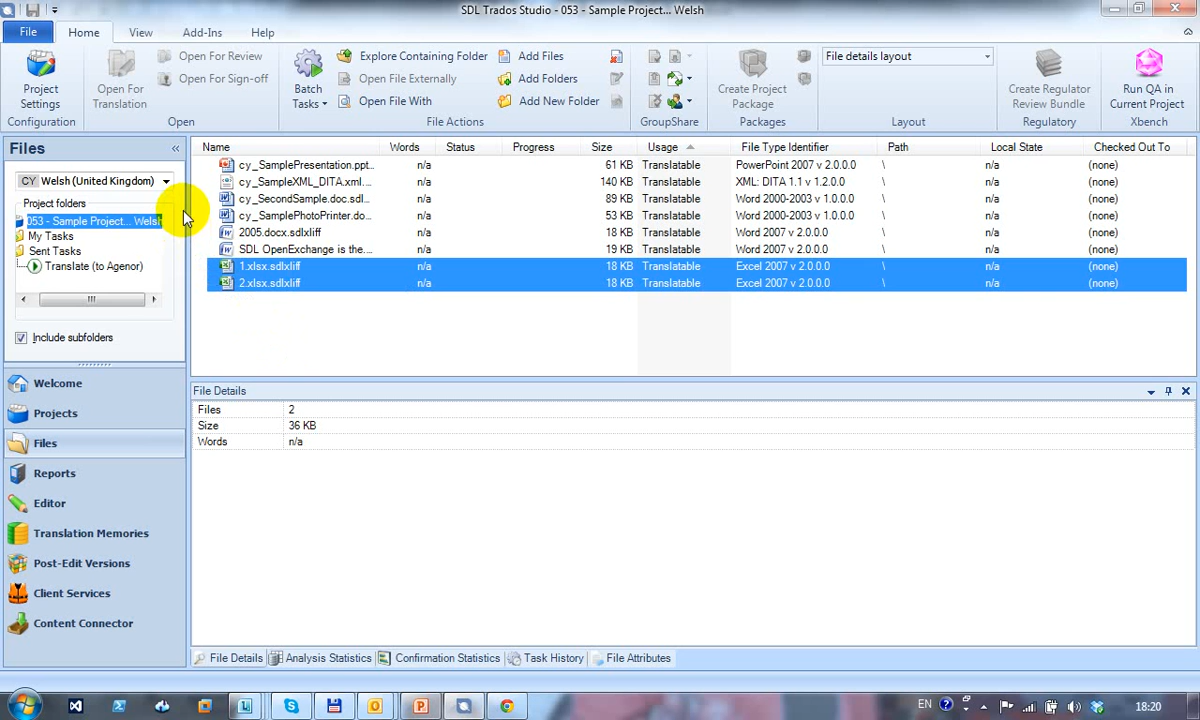 SDL Trados Studio - 053 - Sample Project... Welsh
File Home View Add-Ins Help
Project Settings
Configuration
Open For Translation
Open For Review
Open For Sign-off
Open
Batch Tasks
Explore Containing Folder
Open File Externally
Open File With
Add Files
Add Folders
Add New Folder
File Actions
GroupShare
Create Project Package
Packages
File details layout
Layout
Create Regulator Review Bundle
Regulatory
Run QA in Current Project
Xbench
Files
CY Welsh (United Kingdom)
Project folders
053 - Sample Project... Welsh
My Tasks
Sent Tasks
Translate (to Agenor)
Include subfolders
Welcome
Projects
Files
Reports
Editor
Translation Memories
Post-Edit Versions
Client Services
Content Connector
Name Words Status Progress Size Usage File Type Identifier Path Local State Checked Out To
cy_SamplePresentation.ppt... n/a 61 KB Translatable PowerPoint 2007 v 2.0.0.0 \ n/a (none)
cy_SampleXML_DITA.xml.... n/a 140 KB Translatable XML: DITA 1.1 v 1.2.0.0 \ n/a (none)
cy_SecondSample.doc.sdl... n/a 89 KB Translatable Word 2000-2003 v 1.0.0.0 \ n/a (none)
cy_SamplePhotoPrinter.do... n/a 53 KB Translatable Word 2000-2003 v 1.0.0.0 \ n/a (none)
2005.docx.sdlxliff n/a 18 KB Translatable Word 2007 v 2.0.0.0 \ n/a (none)
SDL OpenExchange is the... n/a 18 KB Translatable Word 2007 v 2.0.0.0 \ n/a (none)
1.xlsx.sdlxliff n/a 18 KB Translatable Excel 2007 v 2.0.0.0 \ n/a (none)
2.xlsx.sdlxliff n/a 18 KB Translatable Excel 2007 v 2.0.0.0 \ n/a (none)
File Details
Files 2
Size 36 KB
Words n/a
File Details Analysis Statistics Confirmation Statistics Task History File Attributes
EN 18:20